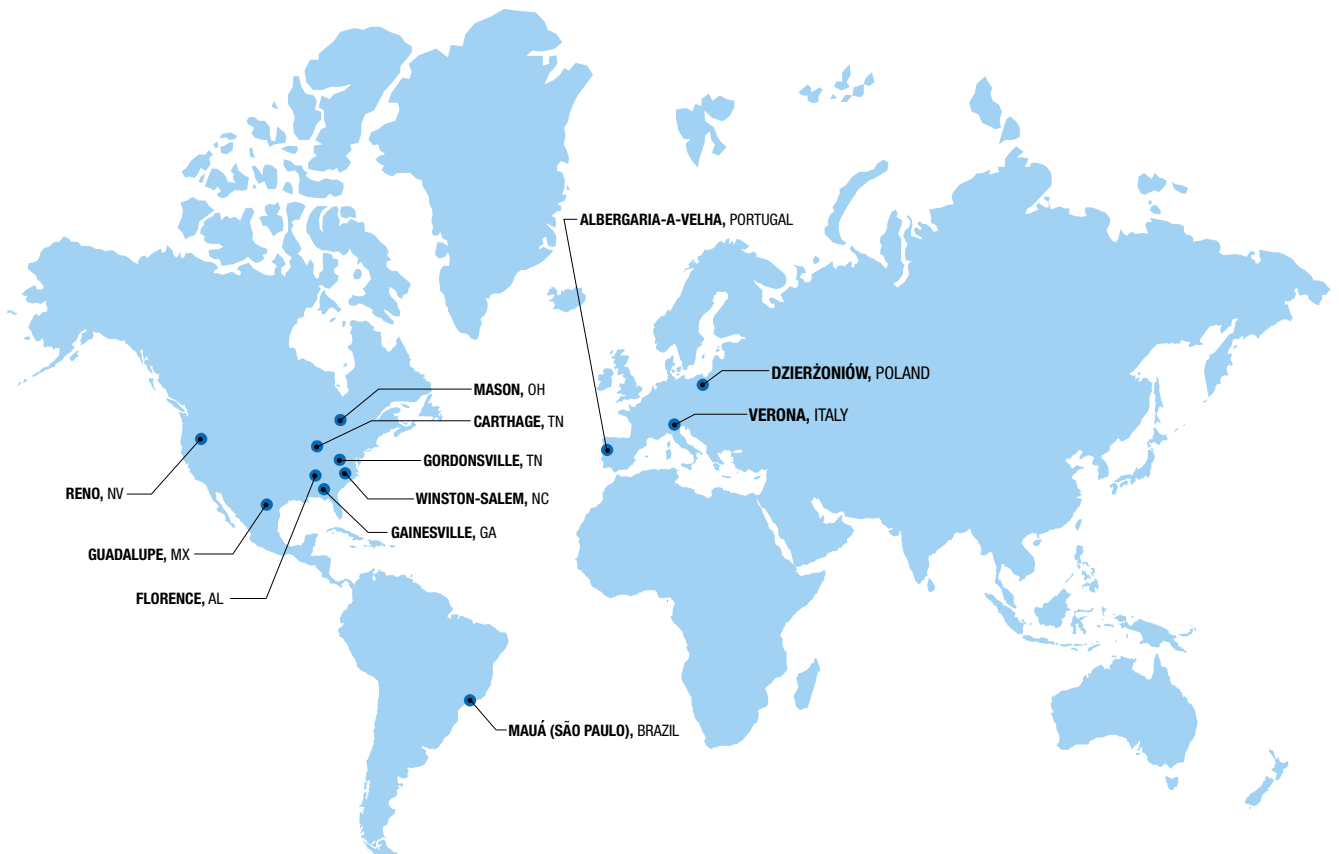 ALBERGARIA-A-VELHA, PORTUGAL
DZIERŻONIÓW, POLAND
MASON, OH
VERONA, ITALY
CARTHAGE, TN
GORDONSVILLE, TN
RENO, NV
WINSTON-SALEM, NC
GAINESVILLE, GA
GUADALUPE, MX
FLORENCE, AL
MAUÁ (SÃO PAULO), BRAZIL